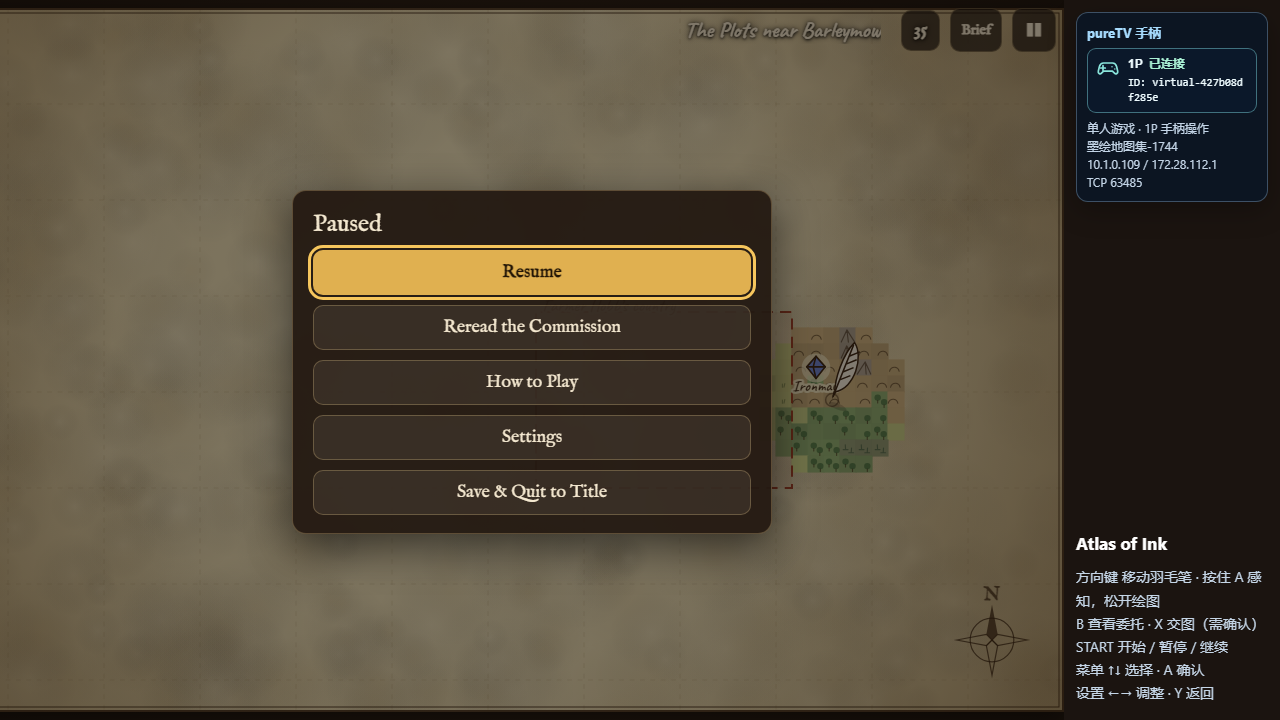 The Plots near Barleymow
35
Brief
Paused
Resume
Reread the Commission
How to Play
Settings
Save & Quit to Title
N
pureTV 手柄
1P 已连接
ID: virtual-427b08d
f285e
单人游戏 · 1P 手柄操作
墨绘地图集-1744
10.1.0.109 / 172.28.112.1
TCP 63485
Atlas of Ink
方向键 移动羽毛笔 · 按住 A 感
知，松开绘图
B 查看委托 · X 交图（需确认）
START 开始 / 暂停 / 继续
菜单 ↑↓ 选择 · A 确认
设置 ←→ 调整 · Y 返回